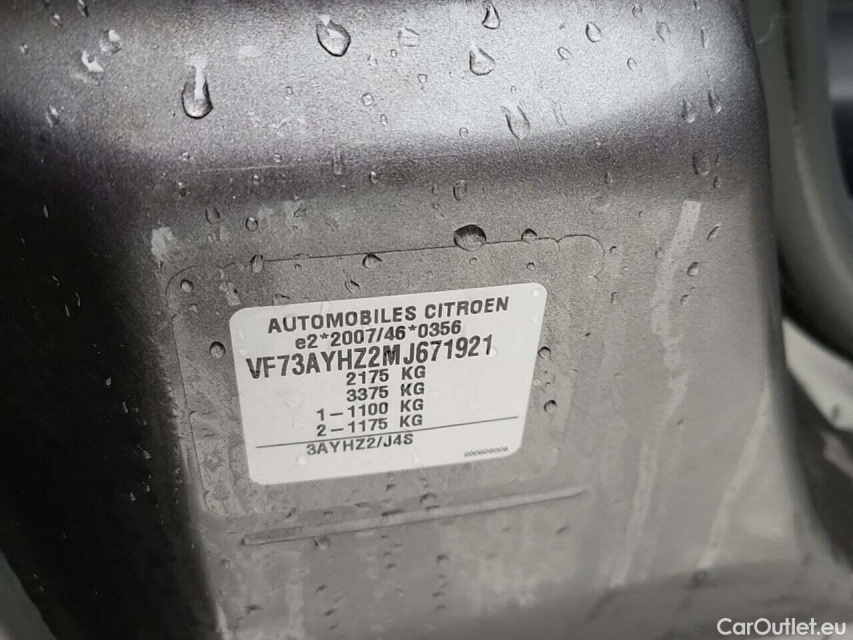 AUTOMOBILES CITROEN
e2*2007/46*0356
VF73AYHZ2MJ671921
2175 KG
3375 KG
1-1100 KG
2-1175 KG
3AYHZ2/J4S
CarOutlet.eu